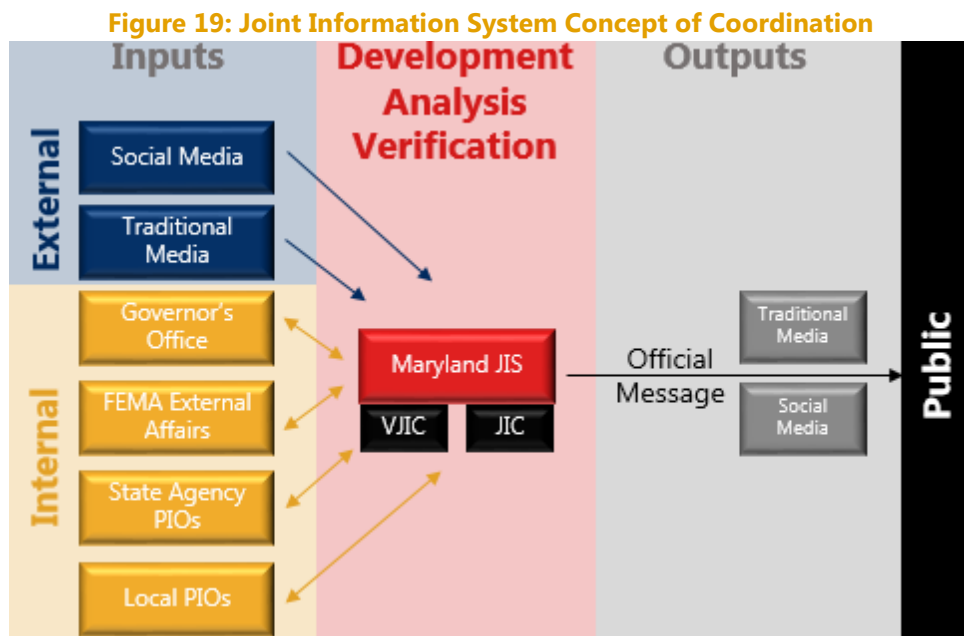 Figure 19: Joint Information System Concept of Coordination
Inputs
Development
Analysis
Verification
Outputs
External
Social Media
Traditional
Media
Internal
Governor's
Office
FEMA External
Affairs
State Agency
PIOs
Local PIOs
Maryland JIS
VJIC
JIC
Official
Message
Traditional
Media
Social
Media
Public